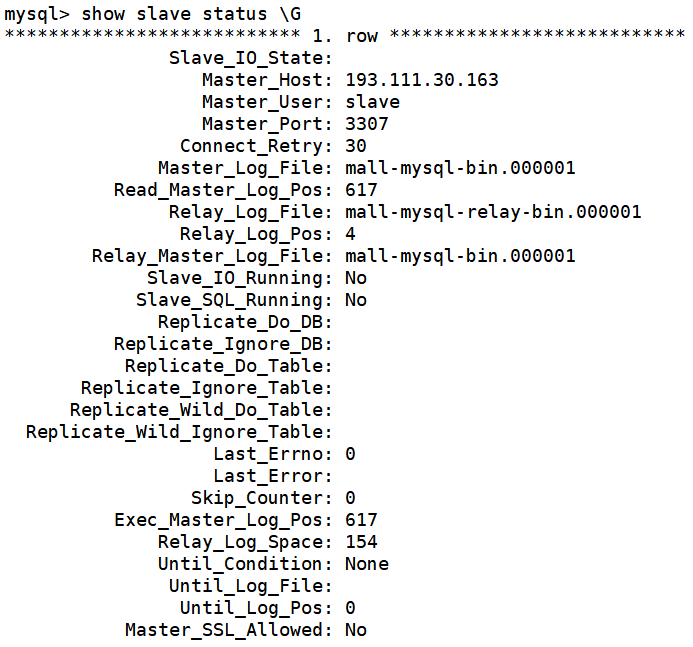 mysql> show slave status \G
*************************** 1. row ***************************
Slave_IO_State:
Master_Host: 193.111.30.163
Master_User: slave
Master_Port: 3307
Connect_Retry: 30
Master_Log_File: mall-mysql-bin.000001
Read_Master_Log_Pos: 617
Relay_Log_File: mall-mysql-relay-bin.000001
Relay_Log_Pos: 4
Relay_Master_Log_File: mall-mysql-bin.000001
Slave_IO_Running: No
Slave_SQL_Running: No
Replicate_Do_DB:
Replicate_Ignore_DB:
Replicate_Do_Table:
Replicate_Ignore_Table:
Replicate_Wild_Do_Table:
Replicate_Wild_Ignore_Table:
Last_Errno: 0
Last_Error:
Skip_Counter: 0
Exec_Master_Log_Pos: 617
Relay_Log_Space: 154
Until_Condition: None
Until_Log_File:
Until_Log_Pos: 0
Master_SSL_Allowed: No